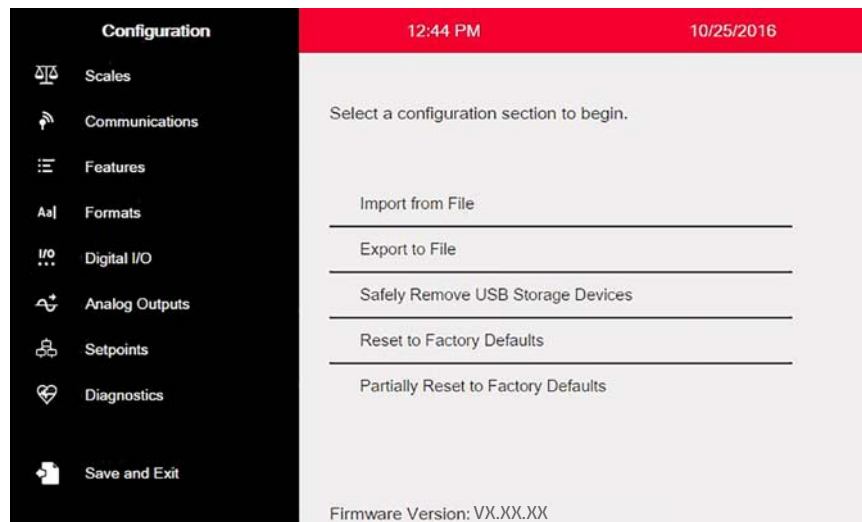 Configuration
12:44 PM
10/25/2016
Scales
Communications
Features
Aa
Formats
I/O
Digital I/O
Analog Outputs
Setpoints
Diagnostics
Save and Exit
Select a configuration section to begin.
Import from File
Export to File
Safely Remove USB Storage Devices
Reset to Factory Defaults
Partially Reset to Factory Defaults
Firmware Version: VX.XX.XX